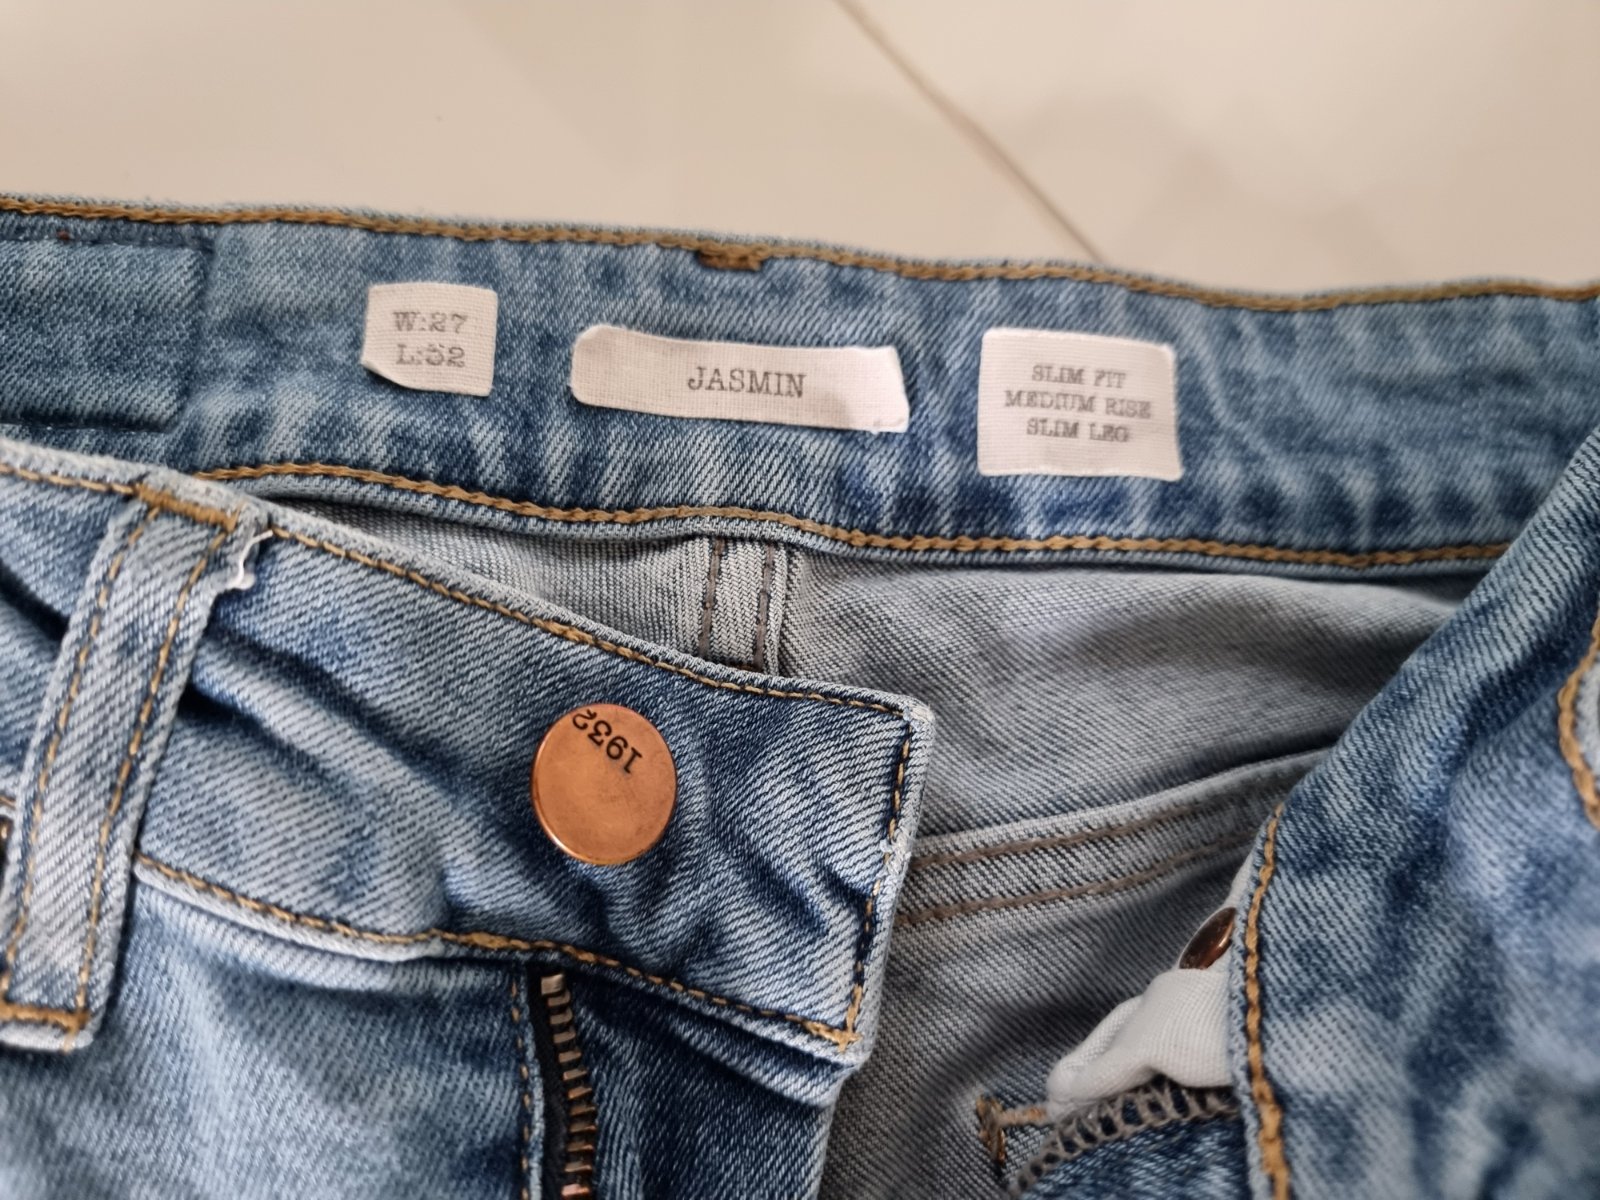 W:27
L:32
JASMIN
SLIM FIT
MEDIUM RISE
SLIM LEG
1932